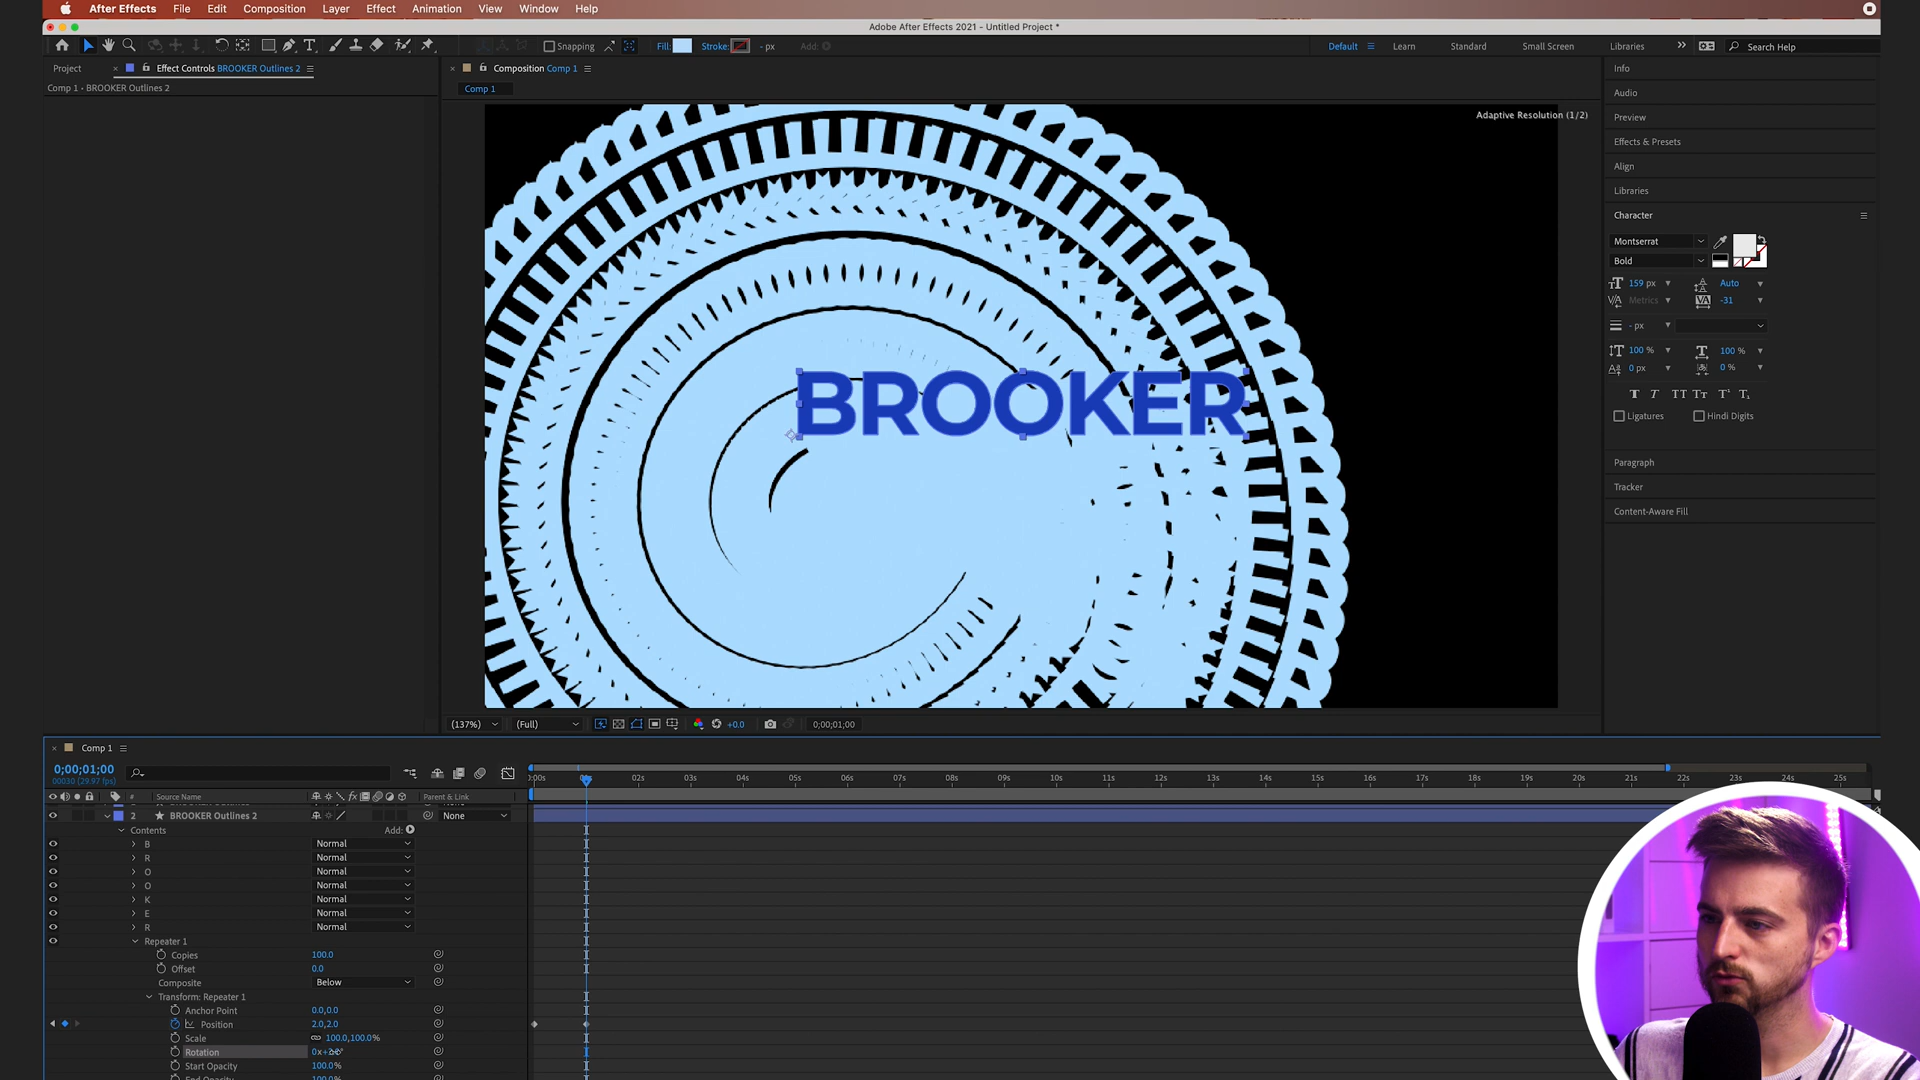 After Effects File Edit Composition Layer Effect Animation View Window Help
Adobe After Effects 2021 - Untitled Project *
Snapping Fill: Stroke: - px Add: Default Learn Standard Small Screen Libraries Search Help
Project Effect Controls BROOKER Outlines 2
Comp 1 • BROOKER Outlines 2
Composition Comp 1
Comp 1
Adaptive Resolution (1/2)
BROOKER
(137%) (Full) +0.0 0;00;01;00
Info
Audio
Preview
Effects & Presets
Align
Libraries
Character
Montserrat
Bold
159 px Auto
Metrics -31
- px
100 % 100 %
0 px 0 %
Ligatures Hindi Digits
Paragraph
Tracker
Content-Aware Fill
Comp 1
0;00;01;00
00030 (29.97 fps)
:00s 02s 03s 04s 05s 06s 07s 08s 09s 10s 11s 12s 13s 14s 15s 16s 17s 18s 19s 20s 21s 22s 23s 24s 25s
# Source Name Parent & Link
2 BROOKER Outlines 2 None
Contents Add:
B Normal
R Normal
O Normal
O Normal
K Normal
E Normal
R Normal
Repeater 1
Copies 100.0
Offset 0.0
Composite Below
Transform: Repeater 1
Anchor Point 0.0,0.0
Position 2.0,2.0
Scale 100.0,100.0%
Rotation
Start Opacity 100.0%